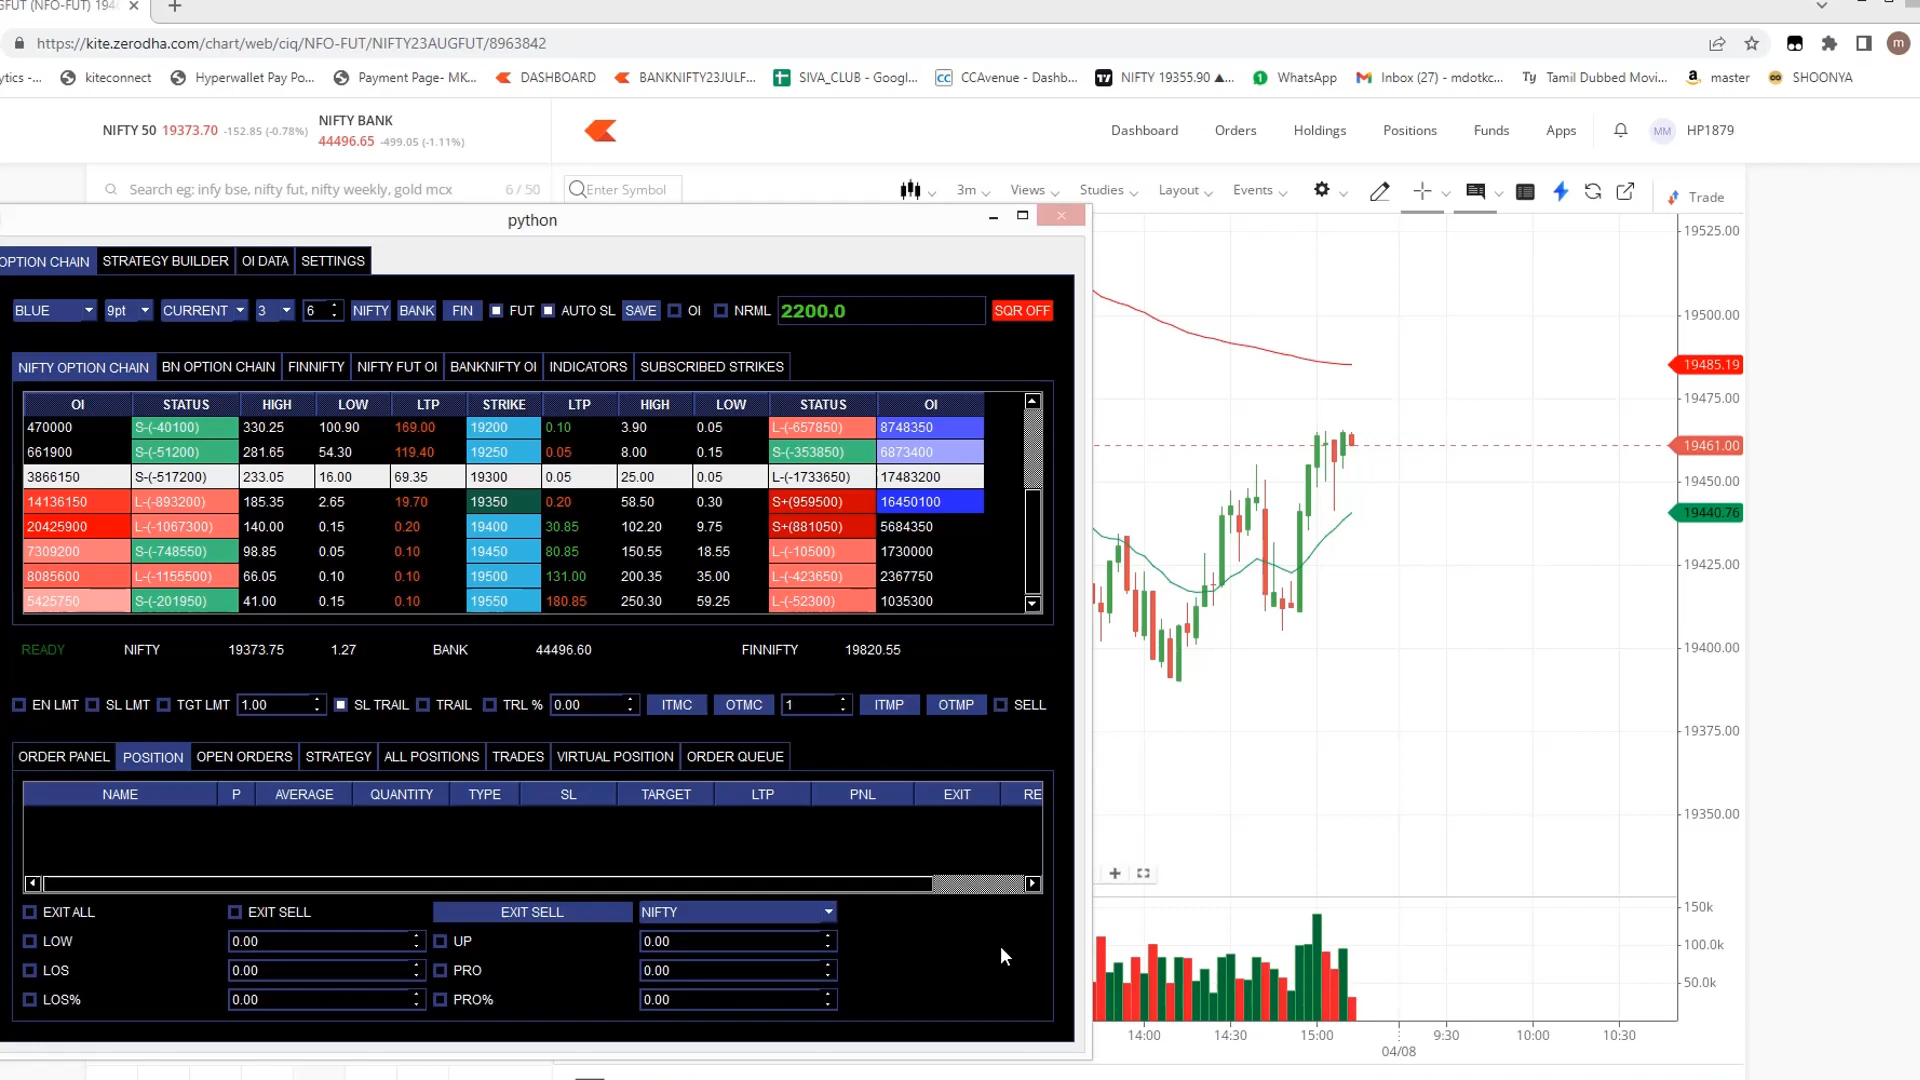 GFUT (NFO-FUT) 194
https://kite.zerodha.com/chart/web/ciq/NFO-FUT/NIFTY23AUGFUT/8963842
m
ytics -... kiteconnect Hyperwallet Pay Po... Payment Page- MK... DASHBOARD BANKNIFTY23JULF... SIVA_CLUB - Googl... CCAvenue - Dashb... NIFTY 19355.90 ▲... WhatsApp Inbox (27) - mdotkc... Ty Tamil Dubbed Movi... master SHOONYA
NIFTY 50 19373.70 -152.85 (-0.78%)
NIFTY BANK
44496.65 -499.05 (-1.11%)
Dashboard Orders Holdings Positions Funds Apps MM HP1879
Search eg: infy bse, nifty fut, nifty weekly, gold mcx 6 / 50
Enter Symbol 3m Views Studies Layout Events Trade
python
OPTION CHAIN STRATEGY BUILDER OI DATA SETTINGS
BLUE 9pt CURRENT 3 6 NIFTY BANK FIN FUT AUTO SL SAVE OI NRML 2200.0 SQR OFF
NIFTY OPTION CHAIN BN OPTION CHAIN FINNIFTY NIFTY FUT OI BANKNIFTY OI INDICATORS SUBSCRIBED STRIKES
OI STATUS HIGH LOW LTP STRIKE LTP HIGH LOW STATUS OI
470000 S-(-40100) 330.25 100.90 169.00 19200 0.10 3.90 0.05 L-(-657850) 8748350
661900 S-(-51200) 281.65 54.30 119.40 19250 0.05 8.00 0.15 S-(-353850) 6873400
3866150 S-(-517200) 233.05 16.00 69.35 19300 0.05 25.00 0.05 L-(-1733650) 17483200
14136150 L-(-893200) 185.35 2.65 19.70 19350 0.20 58.50 0.30 S+(959500) 16450100
20425900 L-(-1067300) 140.00 0.15 0.20 19400 30.85 102.20 9.75 S+(881050) 5684350
7309200 S-(-748550) 98.85 0.05 0.10 19450 80.85 150.55 18.55 L-(-10500) 1730000
8085600 L-(-1155500) 66.05 0.10 0.10 19500 131.00 200.35 35.00 L-(-423650) 2367750
5425750 S-(-201950) 41.00 0.15 0.10 19550 180.85 250.30 59.25 L-(-52300) 1035300
READY NIFTY 19373.75 1.27 BANK 44496.60 FINNIFTY 19820.55
EN LMT SL LMT TGT LMT 1.00 SL TRAIL TRAIL TRL % 0.00 ITMC OTMC 1 ITMP OTMP SELL
ORDER PANEL POSITION OPEN ORDERS STRATEGY ALL POSITIONS TRADES VIRTUAL POSITION ORDER QUEUE
NAME P AVERAGE QUANTITY TYPE SL TARGET LTP PNL EXIT RE
EXIT ALL EXIT SELL EXIT SELL NIFTY
LOW 0.00 UP 0.00
LOS 0.00 PRO 0.00
LOS% 0.00 PRO% 0.00
19525.00
19500.00
19485.19
19475.00
19461.00
19450.00
19440.76
19425.00
19400.00
19375.00
19350.00
150k
100.0k
50.0k
14:00 14:30 15:00 9:30 10:00 10:30
04/08